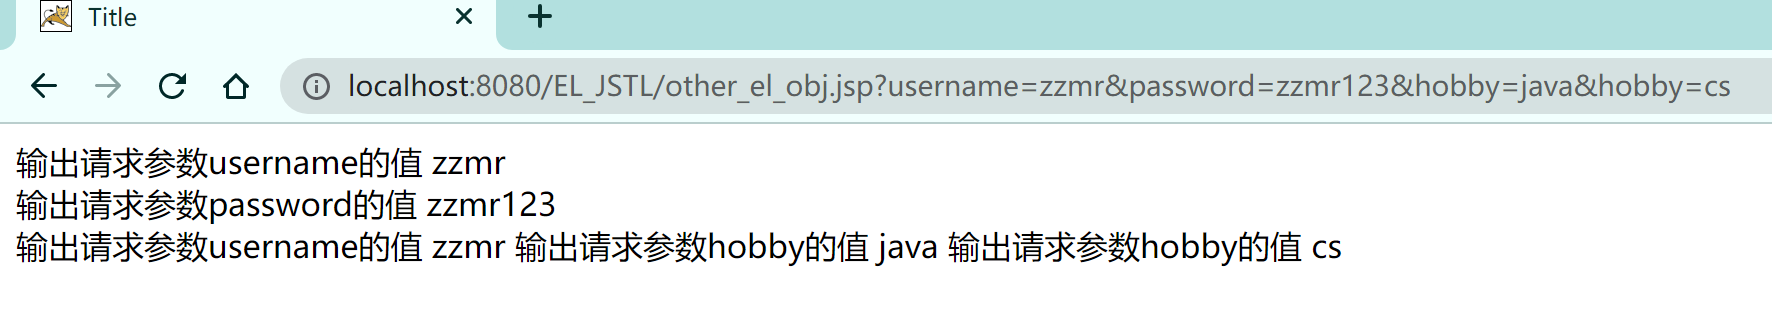 Title
localhost:8080/EL_JSTL/other_el_obj.jsp?username=zzmr&password=zzmr123&hobby=java&hobby=cs
输出请求参数username的值 zzmr
输出请求参数password的值 zzmr123
输出请求参数username的值 zzmr 输出请求参数hobby的值 java 输出请求参数hobby的值 cs